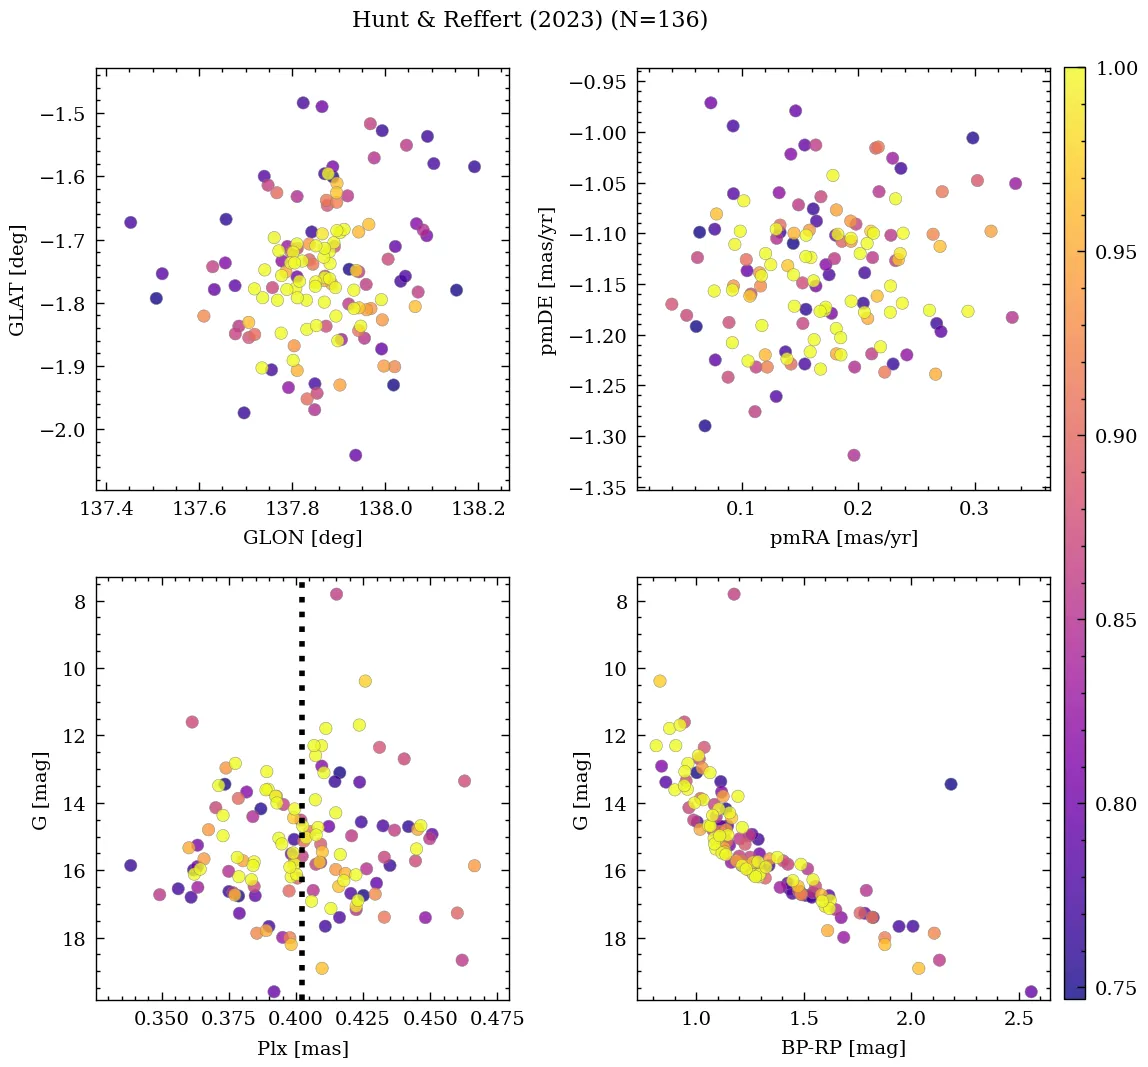 Hunt & Reffert (2023) (N=136)
−1.5
−1.6
−1.7
−1.8
−1.9
−2.0
GLAT [deg]
137.4 137.6 137.8 138.0 138.2
GLON [deg]
−0.95
−1.00
−1.05
−1.10
−1.15
−1.20
−1.25
−1.30
−1.35
pmDE [mas/yr]
0.1 0.2 0.3
pmRA [mas/yr]
1.00
0.95
0.90
0.85
0.80
0.75
8
10
12
14
16
18
G [mag]
0.350 0.375 0.400 0.425 0.450 0.475
Plx [mas]
8
10
12
14
16
18
G [mag]
1.0 1.5 2.0 2.5
BP-RP [mag]